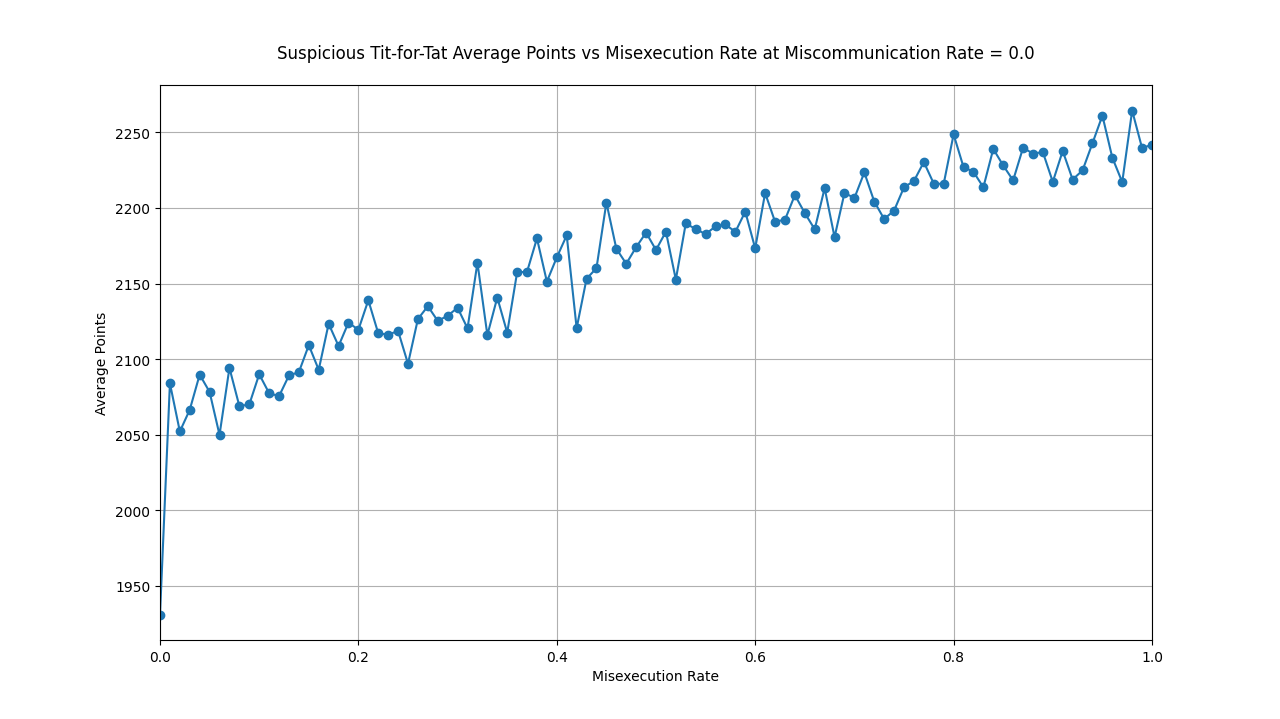 Suspicious Tit-for-Tat Average Points vs Misexecution Rate at Miscommunication Rate = 0.0
2250
2200
2150
2100
2050
2000
1950
Average Points
0.0 0.2 0.4 0.6 0.8 1.0
Misexecution Rate